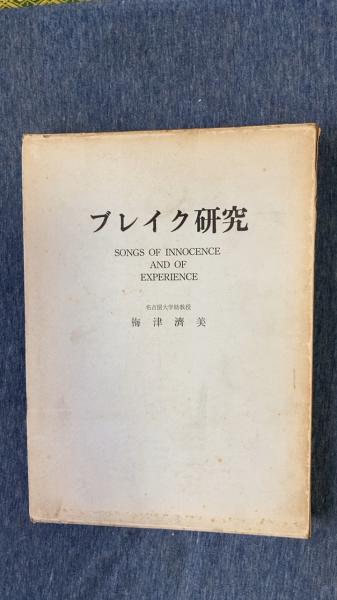 ブレイク研究
SONGS OF INNOCENCE
AND OF
EXPERIENCE
名古屋大学助教授
梅津濟美